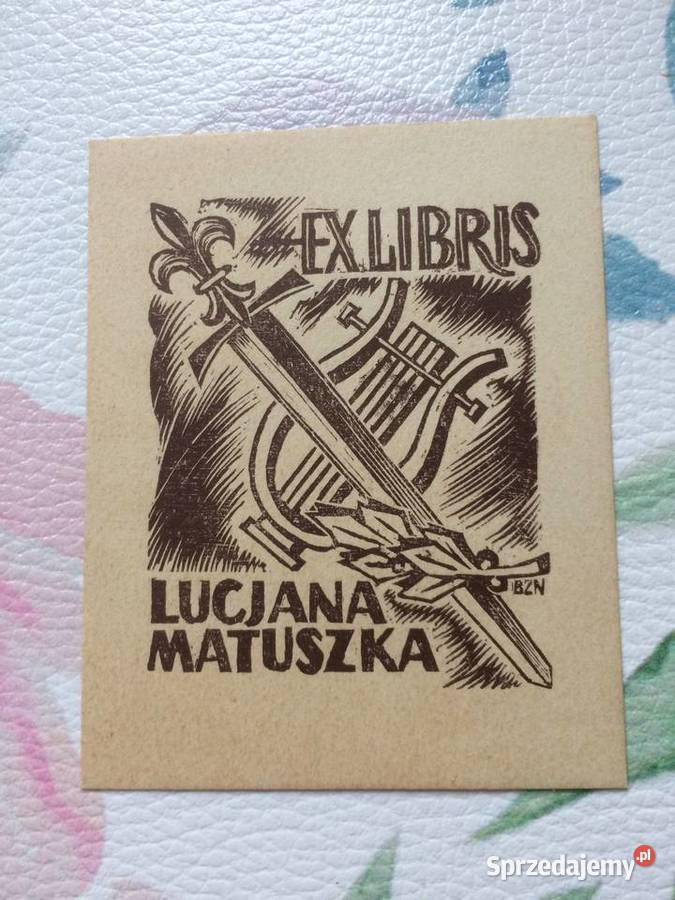 EX LIBRIS
BZN
LUCJANA
MATUSZKA
Sprzedajemy.pl